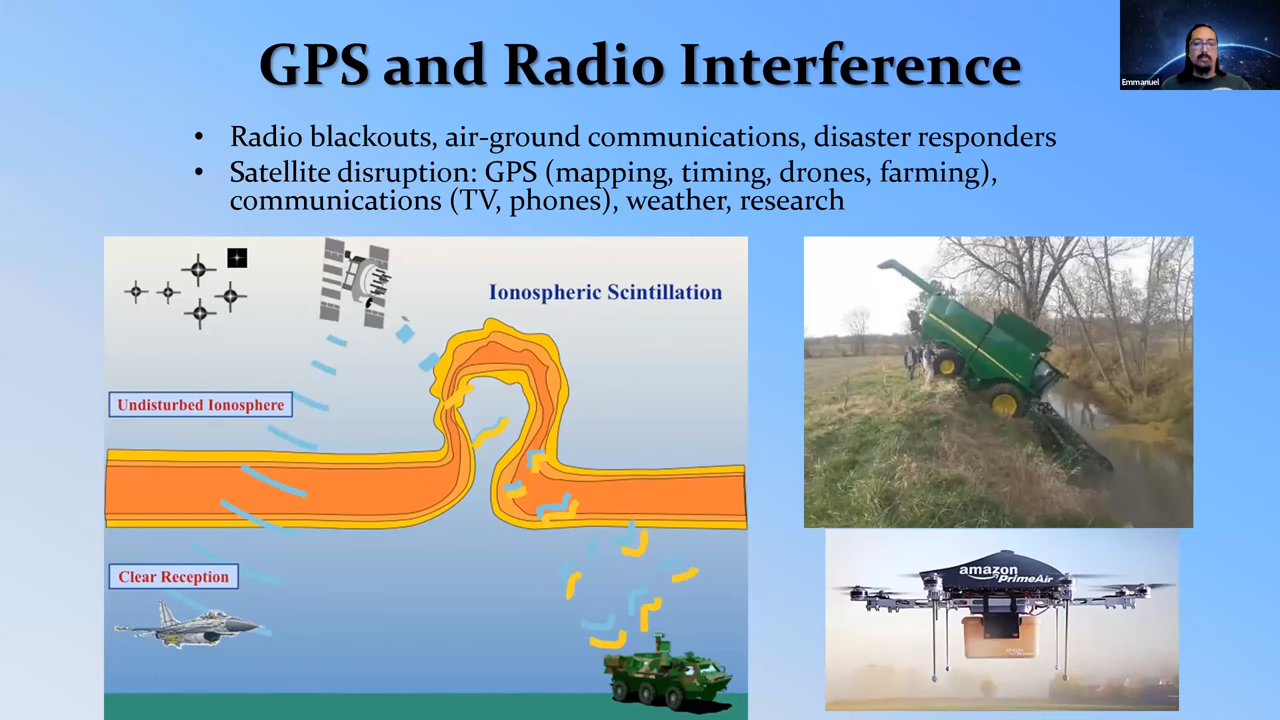 GPS and Radio Interference
Emmanuel
• Radio blackouts, air-ground communications, disaster responders
• Satellite disruption: GPS (mapping, timing, drones, farming),
communications (TV, phones), weather, research
Ionospheric Scintillation
Undisturbed Ionosphere
Clear Reception
amazon
PrimeAir